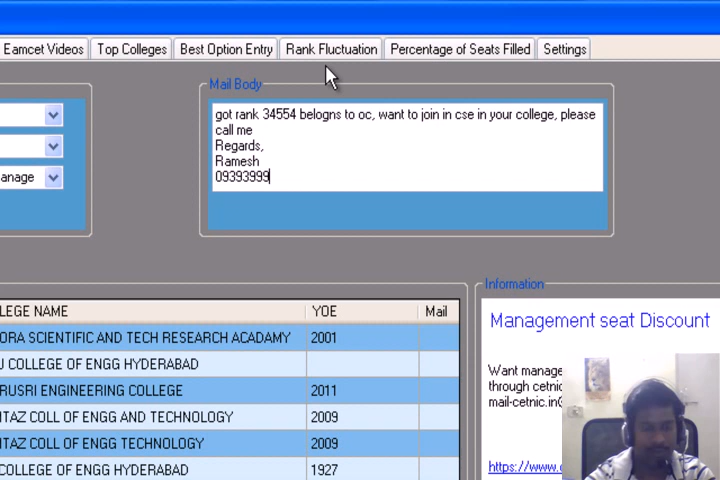 Eamcet Videos Top Colleges Best Option Entry Rank Fluctuation Percentage of Seats Filled Settings
Mail Body
got rank 34554 belogns to oc, want to join in cse in your college, please
call me
Regards,
Ramesh
09393999
anage
Information
LEGE NAME YOE Mail
ORA SCIENTIFIC AND TECH RESEARCH ACADAMY 2001
J COLLEGE OF ENGG HYDERABAD
RUSRI ENGINEERING COLLEGE 2011
ITAZ COLL OF ENGG AND TECHNOLOGY 2009
ITAZ COLL OF ENGG TECHNOLOGY 2009
COLLEGE OF ENGG HYDERABAD 1927
Management seat Discount
Want manage
through cetnic
mail-cetnic.in@
https://www.